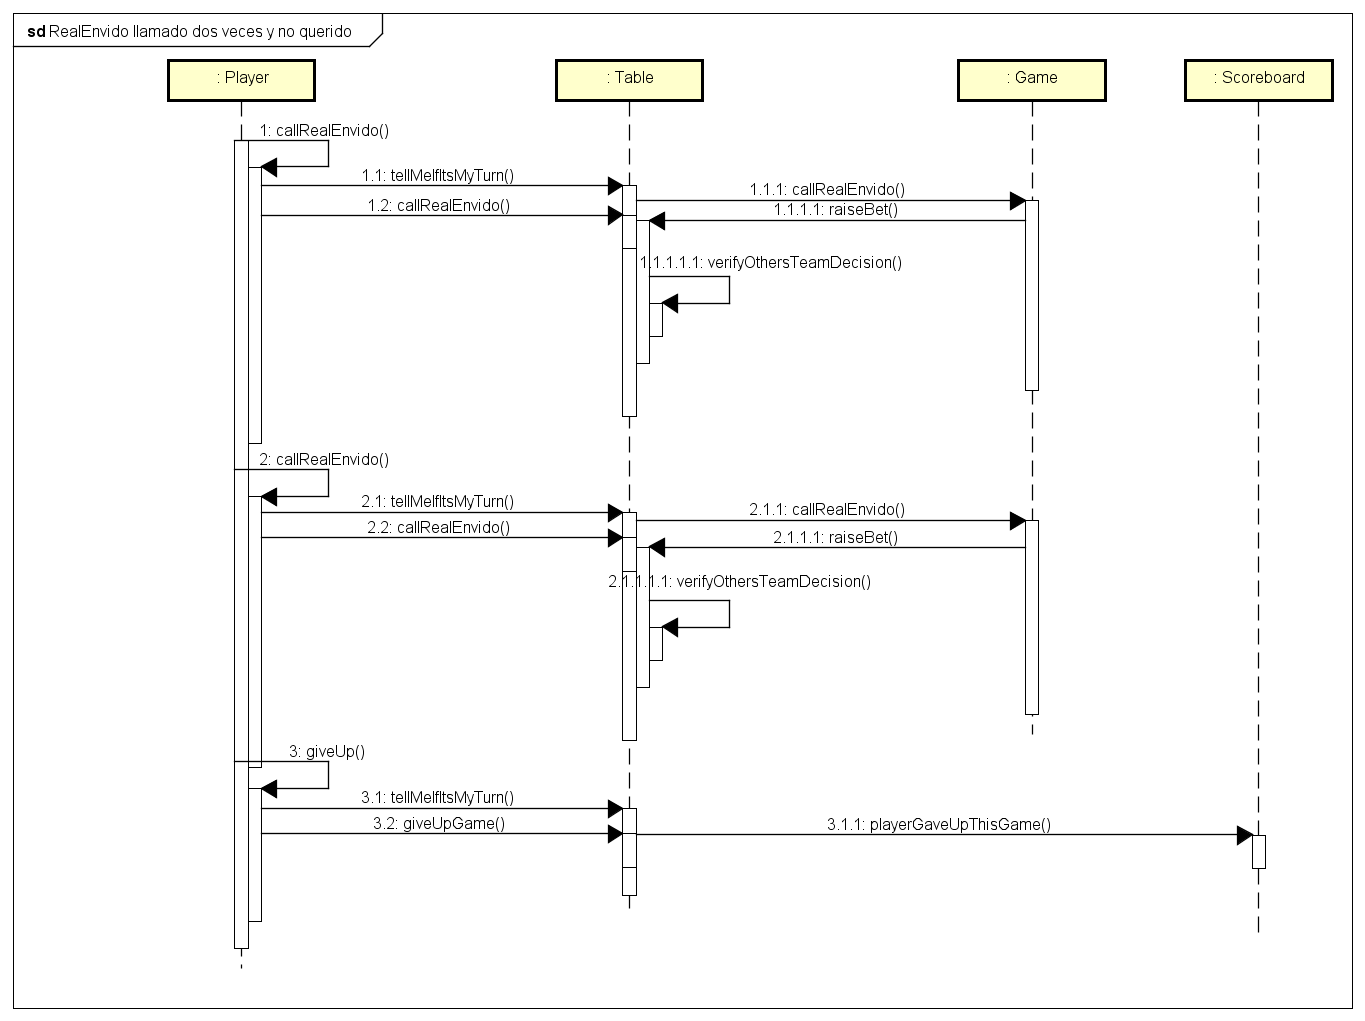 sd RealEnvido llamado dos veces y no querido
: Player
: Table
: Game
: Scoreboard
1: callRealEnvido()
1.1: tellMeIfItsMyTurn()
1.1.1: callRealEnvido()
1.2: callRealEnvido()
1.1.1.1: raiseBet()
1.1.1.1.1: verifyOthersTeamDecision()
2: callRealEnvido()
2.1: tellMeIfItsMyTurn()
2.1.1: callRealEnvido()
2.2: callRealEnvido()
2.1.1.1: raiseBet()
2.1.1.1.1: verifyOthersTeamDecision()
3: giveUp()
3.1: tellMeIfItsMyTurn()
3.2: giveUpGame()
3.1.1: playerGaveUpThisGame()